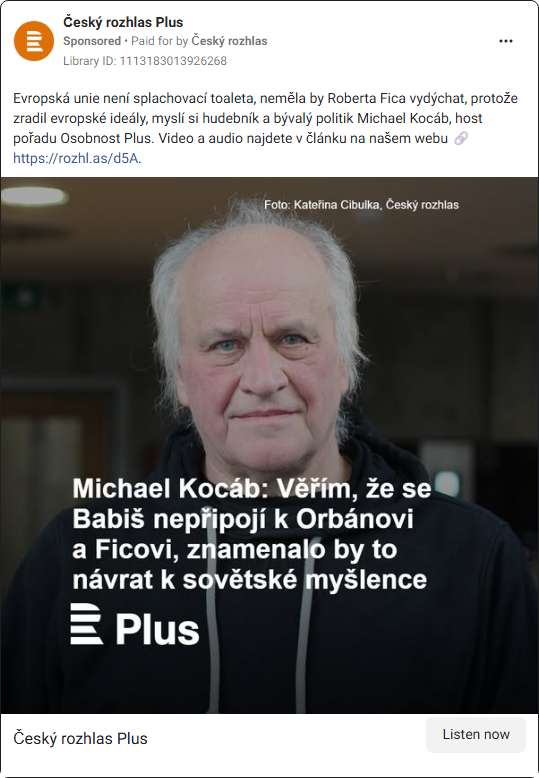 Český rozhlas Plus
Sponsored • Paid for by Český rozhlas
Library ID: 1113183013926268
Evropská unie není splachovací toaleta, neměla by Roberta Fica vydýchat, protože
zradil evropské ideály, myslí si hudebník a bývalý politik Michael Kocáb, host
pořadu Osobnost Plus. Video a audio najdete v článku na našem webu 🔗
https://rozhl.as/d5A.
Foto: Kateřina Cibulka, Český rozhlas
Michael Kocáb: Věřím, že se
Babiš nepřipojí k Orbánovi
a Ficovi, znamenalo by to
návrat k sovětské myšlence
Plus
Český rozhlas Plus
Listen now